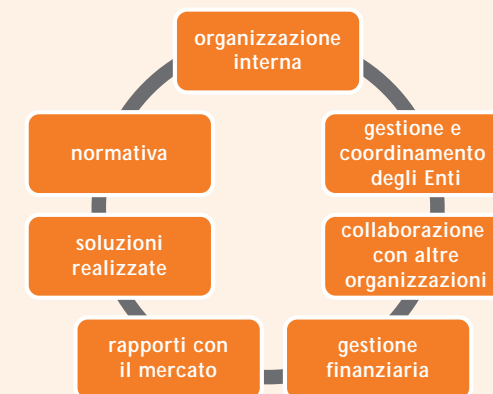 organizzazione
interna
gestione e
coordinamento
degli Enti
collaborazione
con altre
organizzazioni
gestione
finanziaria
rapporti con
il mercato
soluzioni
realizzate
normativa